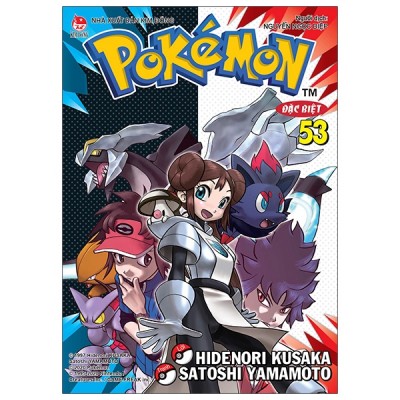 NHÀ XUẤT BẢN KIM ĐỒNG
Người dịch:
NGUYỄN NGỌC DIỆP
POKÉMON
TM
ĐẶC BIỆT
53
Lời
HIDENORI KUSAKA
SATOSHI YAMAMOTO